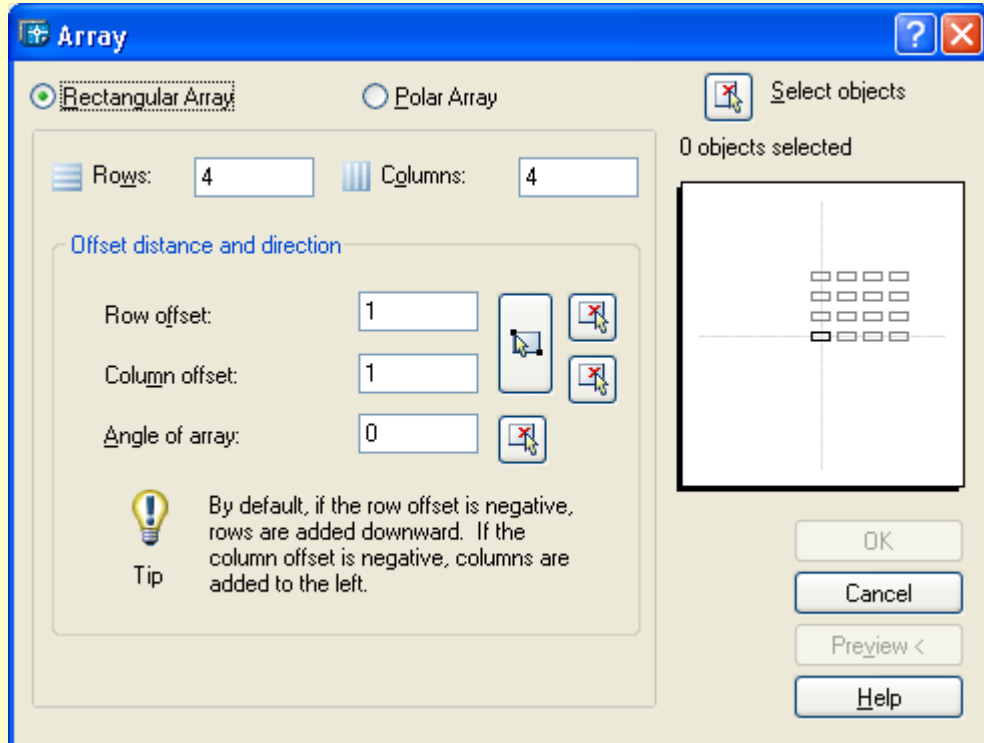 Array
Rectangular Array
Polar Array
Select objects
0 objects selected
Rows:
4
Columns:
4
Offset distance and direction
Row offset:
1
Column offset:
1
Angle of array:
0
Tip
By default, if the row offset is negative,
rows are added downward. If the
column offset is negative, columns are
added to the left.
OK
Cancel
Preview <
Help